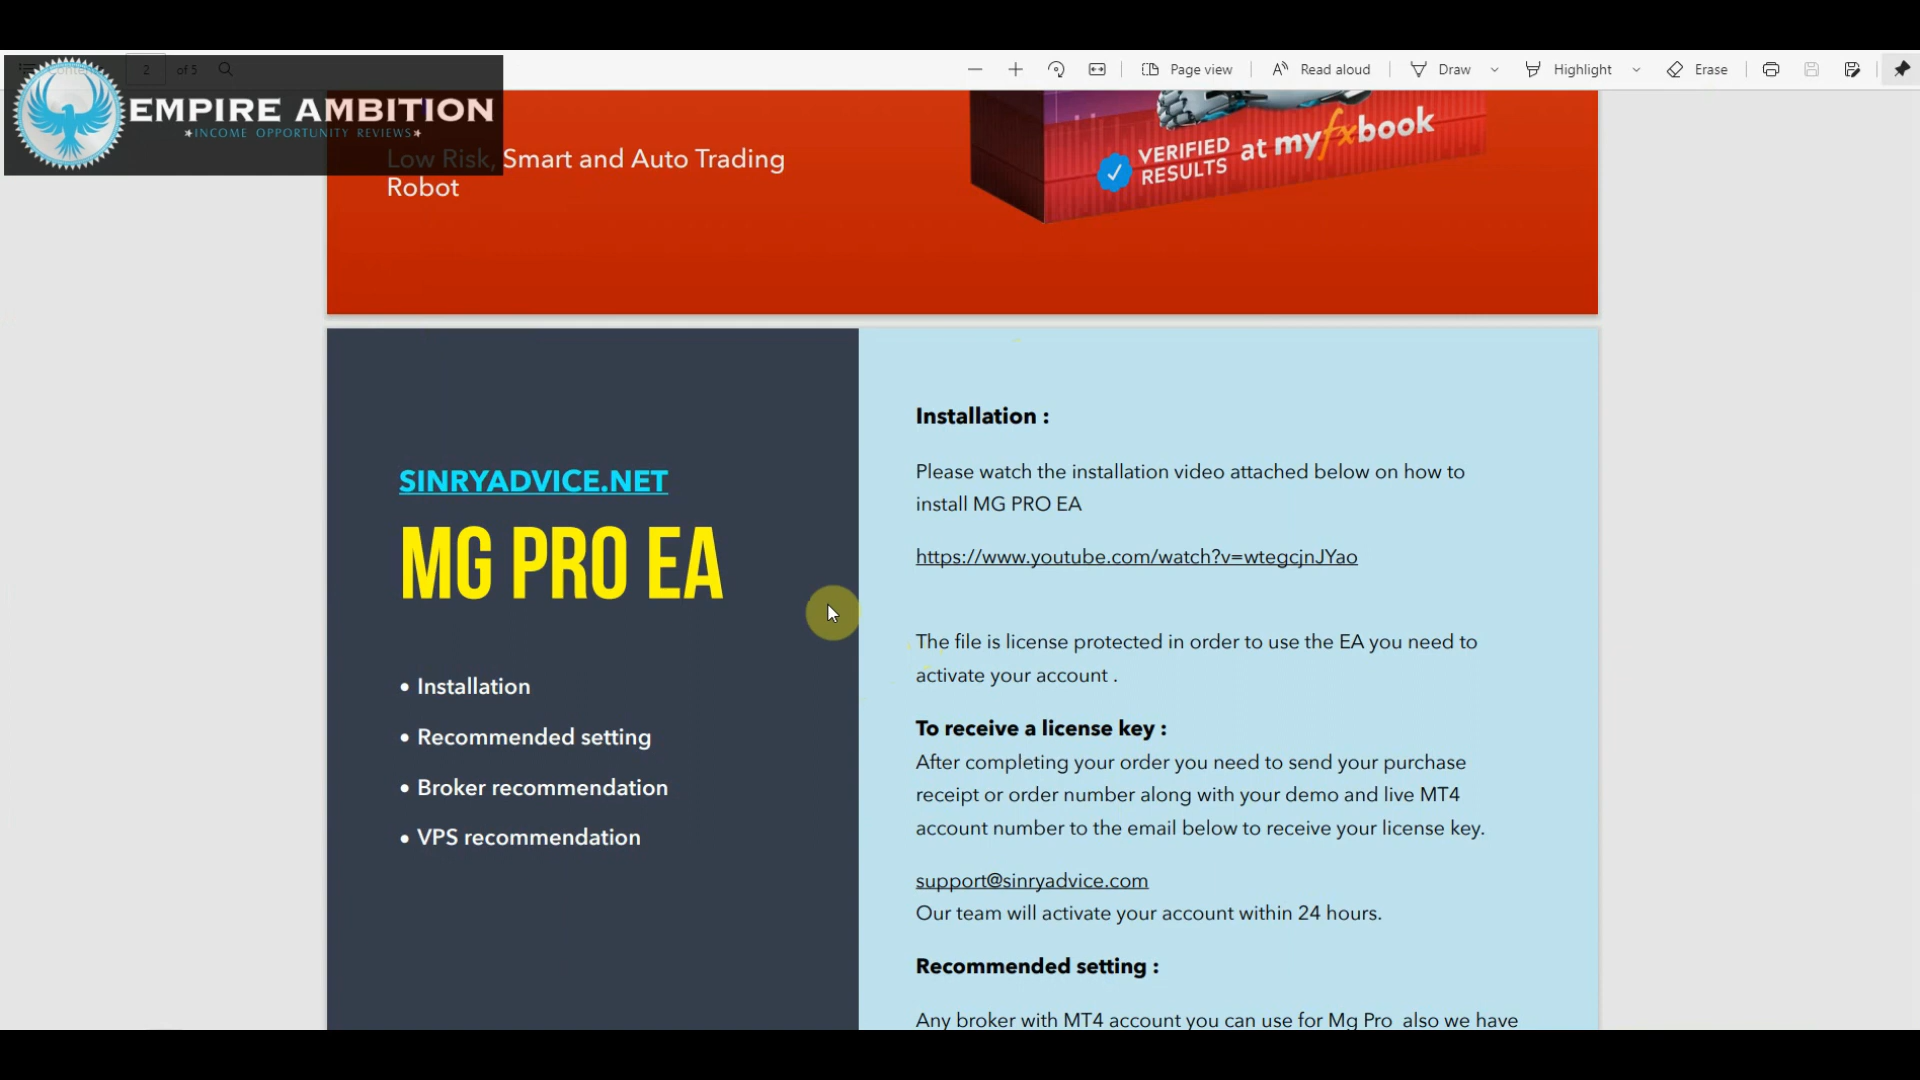 2 of 5
Page view
Read aloud
Draw
Highlight
Erase
EMPIRE AMBITION
★INCOME OPPORTUNITY REVIEWS★
Low Risk, Smart and Auto Trading
Robot
VERIFIED
RESULTS
at myfxbook
SINRYADVICE.NET
MG PRO EA
• Installation
• Recommended setting
• Broker recommendation
• VPS recommendation
Installation :
Please watch the installation video attached below on how to
install MG PRO EA
https://www.youtube.com/watch?v=wtegcjnJYao
The file is license protected in order to use the EA you need to
activate your account .
To receive a license key :
After completing your order you need to send your purchase
receipt or order number along with your demo and live MT4
account number to the email below to receive your license key.
support@sinryadvice.com
Our team will activate your account within 24 hours.
Recommended setting :
Any broker with MT4 account you can use for Mg Pro also we have